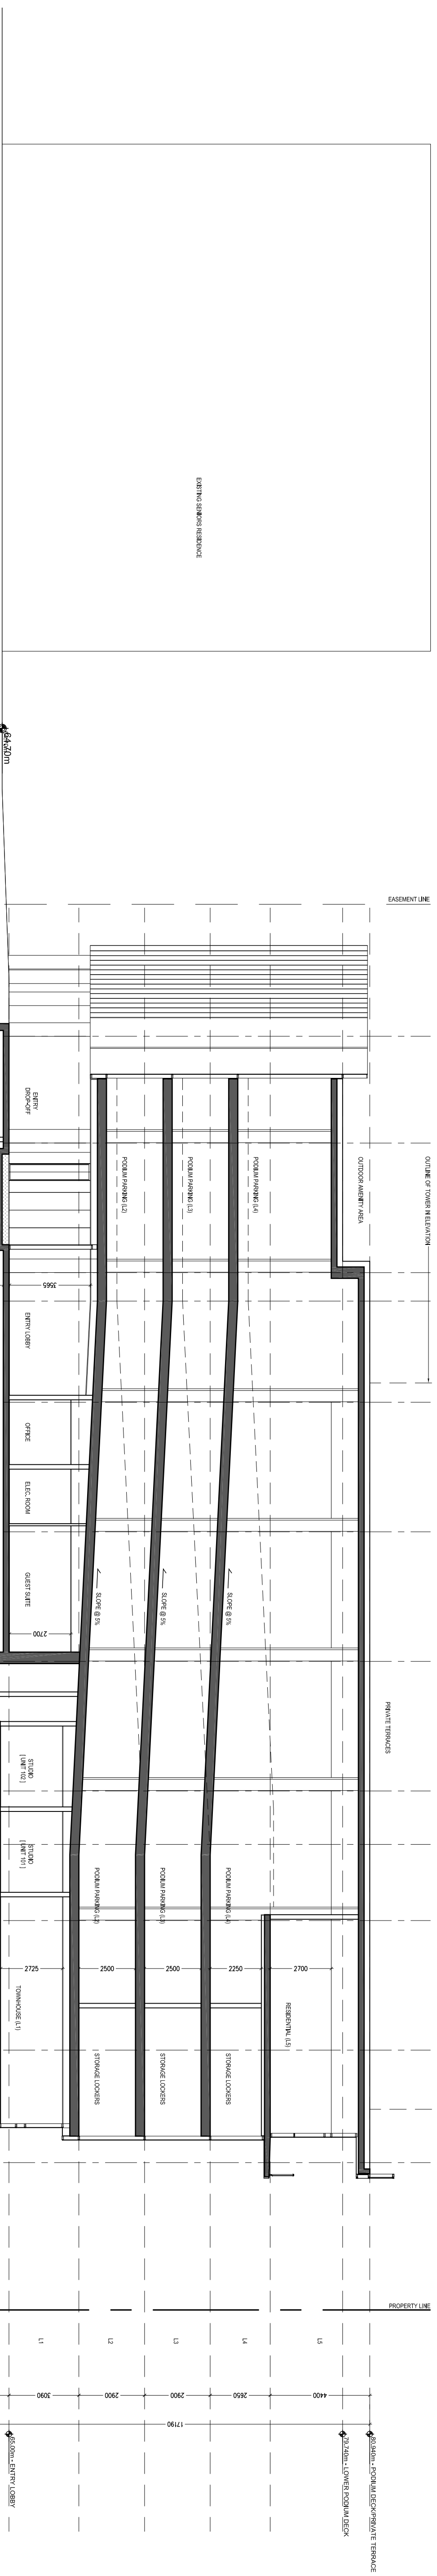 EXISTING SENIORS RESIDENCE
64.70m
EASEMENT LINE
ENTRY
DROP-OFF
PODIUM PARKING (L2)
PODIUM PARKING (L3)
PODIUM PARKING (L4)
OUTDOOR AMENITY AREA
OUTLINE OF TOWER IN ELEVATION
3565
ENTRY LOBBY
OFFICE
ELEC. ROOM
GUEST SUITE
2700
SLOPE @ 5%
SLOPE @ 5%
SLOPE @ 5%
PRIVATE TERRACES
STUDIO
[ UNIT 102 ]
STUDIO
[ UNIT 101 ]
PODIUM PARKING (L2)
PODIUM PARKING (L3)
PODIUM PARKING (L4)
2725
2500
2500
2250
2700
TOWNHOUSE (L1)
STORAGE LOCKERS
STORAGE LOCKERS
STORAGE LOCKERS
RESIDENTIAL (L5)
PROPERTY LINE
L1
L2
L3
L4
L5
3090
2900
2900
2650
4400
17190
65.00m - ENTRY LOBBY
79.740m - LOWER PODIUM DECK
80.940m - PODIUM DECK/PRIVATE TERRACE